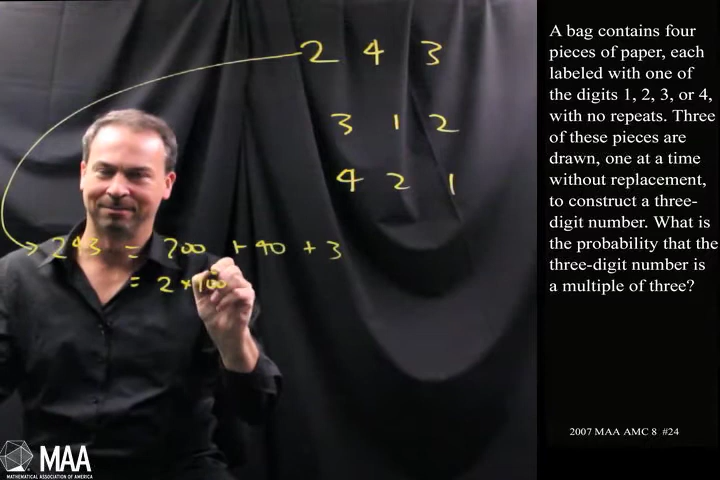 2 4 3
3 1 2
4 2 1
243 = 200 + 40 + 3
= 2 × 100
A bag contains four
pieces of paper, each
labeled with one of
the digits 1, 2, 3, or 4,
with no repeats. Three
of these pieces are
drawn, one at a time
without replacement,
to construct a three-
digit number. What is
the probability that the
three-digit number is
a multiple of three?
2007 MAA AMC 8 #24
MAA
MATHEMATICAL ASSOCIATION OF AMERICA